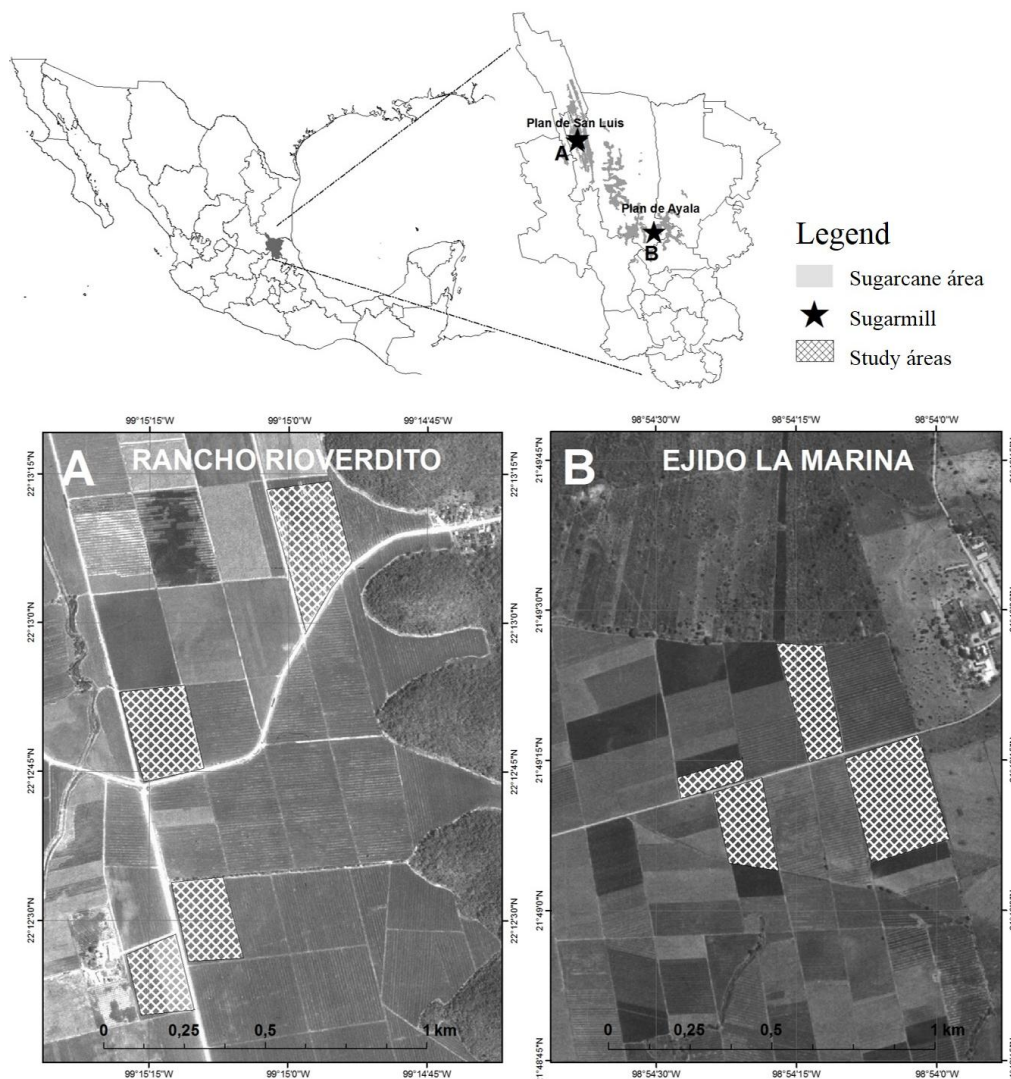 Plan de San Luis
A
Plan de Ayala
B
Legend
Sugarcane área
Sugarmill
Study áreas
99°15'15"W 99°15'0"W 99°14'45"W
A RANCHO RIOVERDITO
22°13'15"N
22°13'0"N
22°12'45"N
22°12'30"N
0 0,25 0,5 1 km
99°15'15"W 99°15'0"W 99°14'45"W
98°54'30"W 98°54'15"W 98°54'0"W
B EJIDO LA MARINA
21°49'45"N
21°49'30"N
21°49'15"N
21°49'0"N
21°48'45"N
0 0,25 0,5 1 km
98°54'30"W 98°54'15"W 98°54'0"W